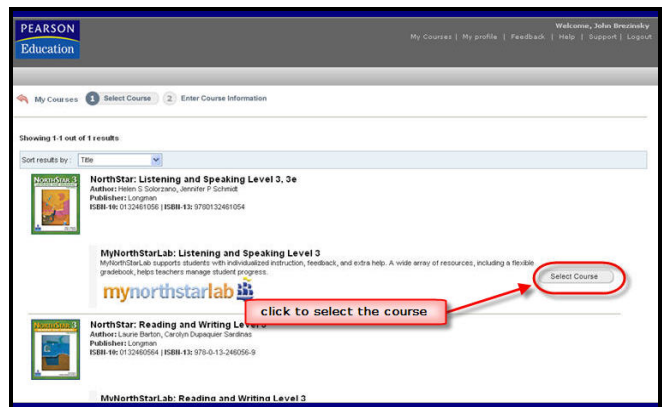 PEARSON
Education
Welcome, John Brezinsky
My Courses | My profile | Feedback | Help | Support | Logout
My Courses 1 Select Course 2 Enter Course Information
Showing 1-1 out of 1 results
Sort results by : Title
NORTHSTAR 3
NorthStar: Listening and Speaking Level 3, 3e
Author: Helen S Solorzano, Jennifer P Schmidt
Publisher: Longman
ISBN-10: 0132461056 | ISBN-13: 9780132461054
MyNorthStarLab: Listening and Speaking Level 3
MyNorthStarLab supports students with individualized instruction, feedback, and extra help. A wide array of resources, including a flexible
gradebook, helps teachers manage student progress.
Select Course
mynorthstarlab
click to select the course
NORTHSTAR 3
NorthStar: Reading and Writing Level 3
Author: Laurie Barton, Carolyn Dupaquier Sardinas
Publisher: Longman
ISBN-10: 0132460564 | ISBN-13: 978-0-13-246056-9
MyNorthStarLab: Reading and Writing Level 3